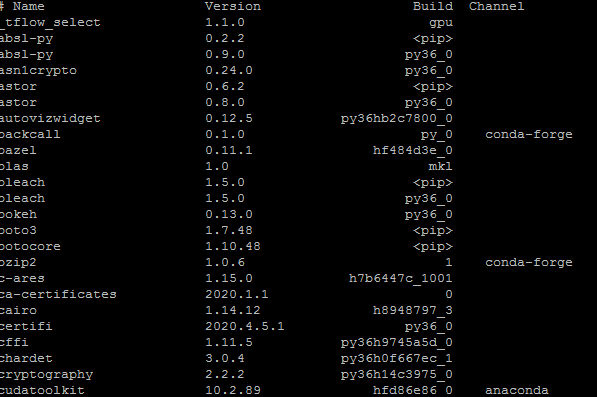 # Name Version Build Channel
_tflow_select 1.1.0 gpu
absl-py 0.2.2 <pip>
absl-py 0.9.0 py36_0
asn1crypto 0.24.0 py36_0
astor 0.6.2 <pip>
astor 0.8.0 py36_0
autovizwidget 0.12.5 py36hb2c7800_0
backcall 0.1.0 py_0 conda-forge
bazel 0.11.1 hf484d3e_0
blas 1.0 mkl
bleach 1.5.0 <pip>
bleach 1.5.0 py36_0
bokeh 0.13.0 py36_0
boto3 1.7.48 <pip>
botocore 1.10.48 <pip>
bzip2 1.0.6 1 conda-forge
c-ares 1.15.0 h7b6447c_1001
ca-certificates 2020.1.1 0
cairo 1.14.12 h8948797_3
certifi 2020.4.5.1 py36_0
cffi 1.11.5 py36h9745a5d_0
chardet 3.0.4 py36h0f667ec_1
cryptography 2.2.2 py36h14c3975_0
cudatoolkit 10.2.89 hfd86e86_0 anaconda